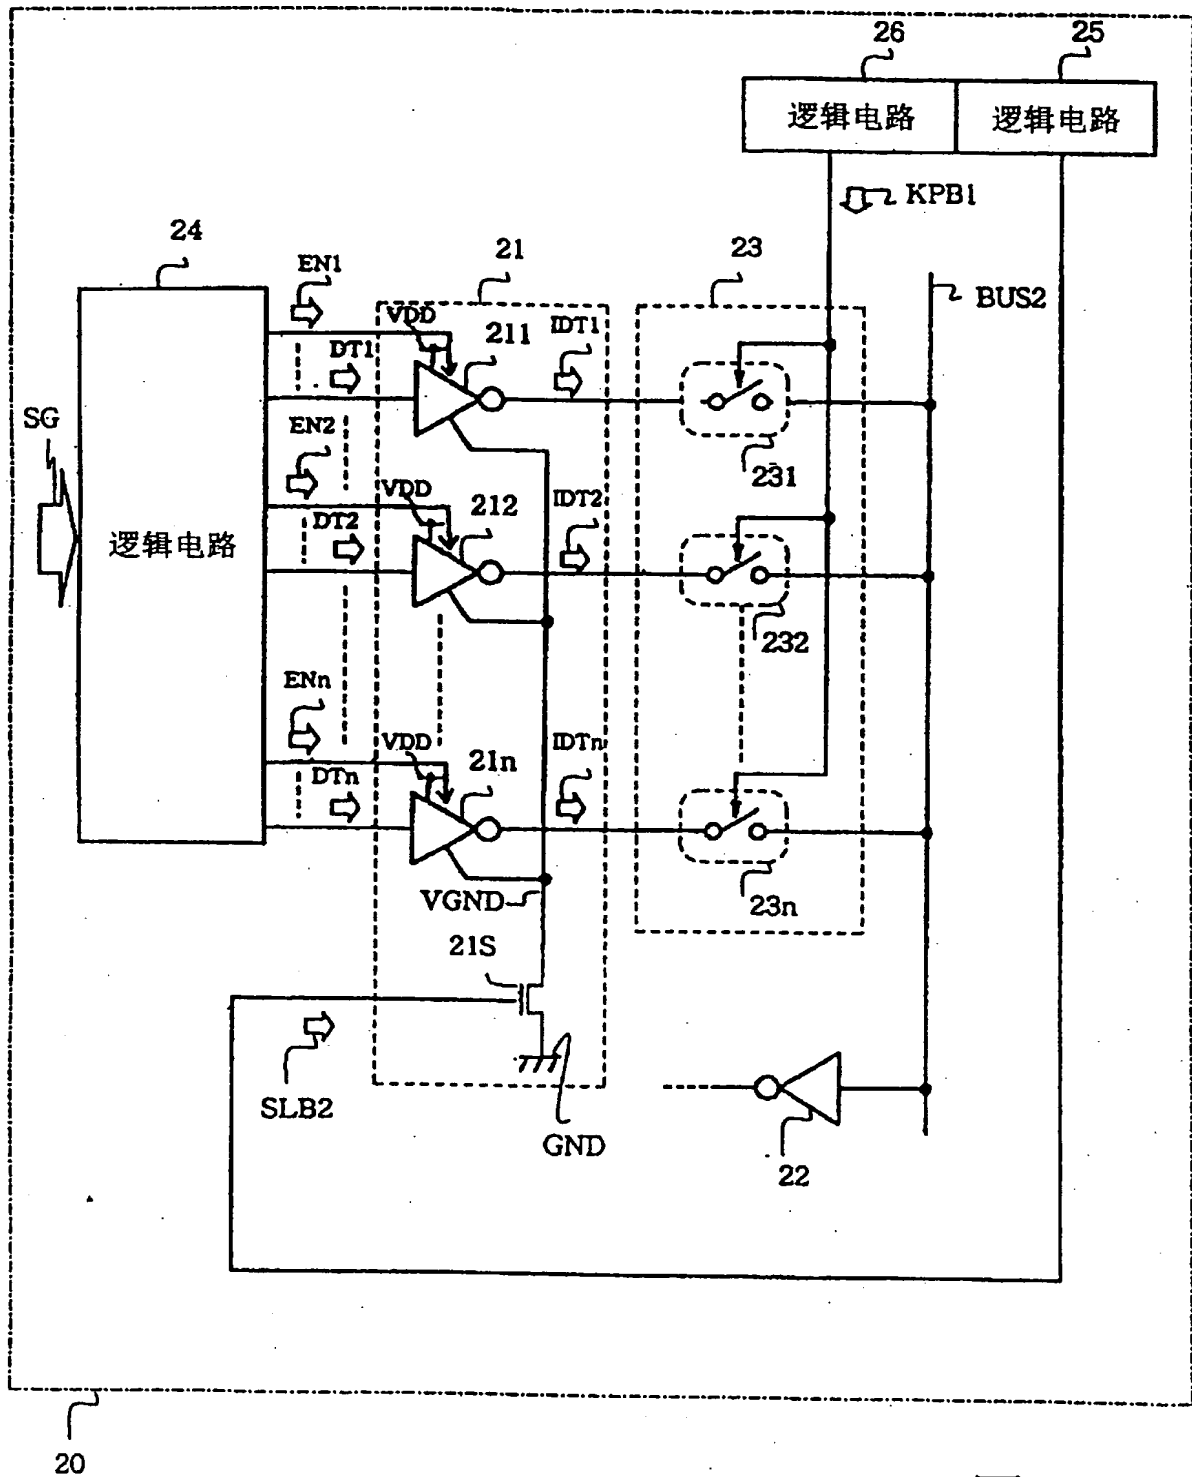 26
25
逻辑电路
逻辑电路
KPB1
24
EN1
21
23
BUS2
VDD
211
IDT1
DT1
SG
EN2
231
VDD
212
IDT2
DT2
逻辑电路
232
ENn
VDD
21n
IDTn
DTn
VGND
23n
21S
SLB2
GND
22
20